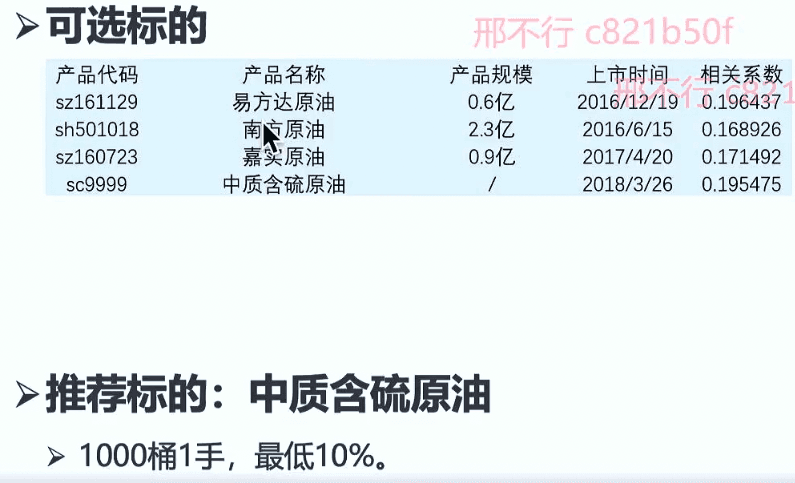 ➢可选标的
邢不行 c821b50f
产品代码 产品名称 产品规模 上市时间 相关系数
sz161129 易方达原油 0.6亿 2016/12/19 0.196437
邢不行 c821
sh501018 南方原油 2.3亿 2016/6/15 0.168926
sz160723 嘉实原油 0.9亿 2017/4/20 0.171492
sc9999 中质含硫原油 / 2018/3/26 0.195475
➢推荐标的：中质含硫原油
➢ 1000桶1手，最低10%。